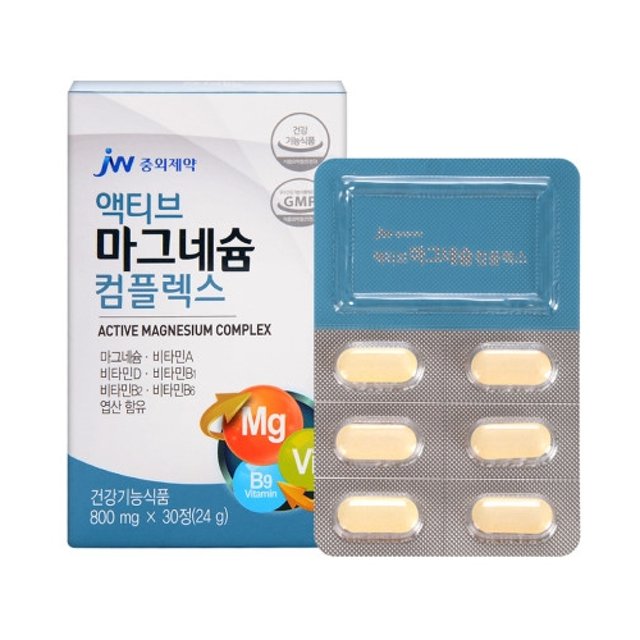 JW 중외제약
건강
기능식품
GMP
액티브
마그네슘
컴플렉스
ACTIVE MAGNESIUM COMPLEX
마그네슘 · 비타민A
비타민D · 비타민B1
비타민B2 · 비타민B6
엽산 함유
Mg
Vi
B9
Vitamin
건강기능식품
800 mg × 30정(24 g)
액티브 마그네슘 컴플렉스